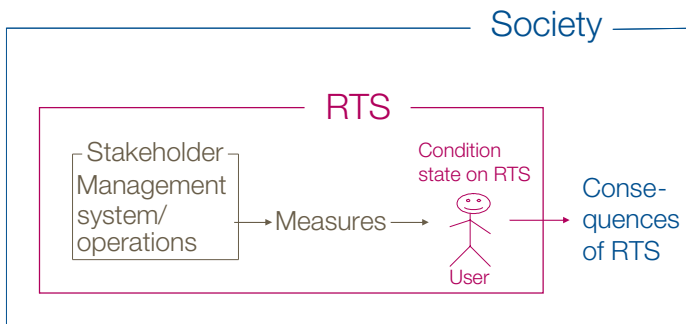 Society
RTS
Stakeholder
Management
system/
operations
Measures
Condition
state on RTS
User
Conse-
quences
of RTS